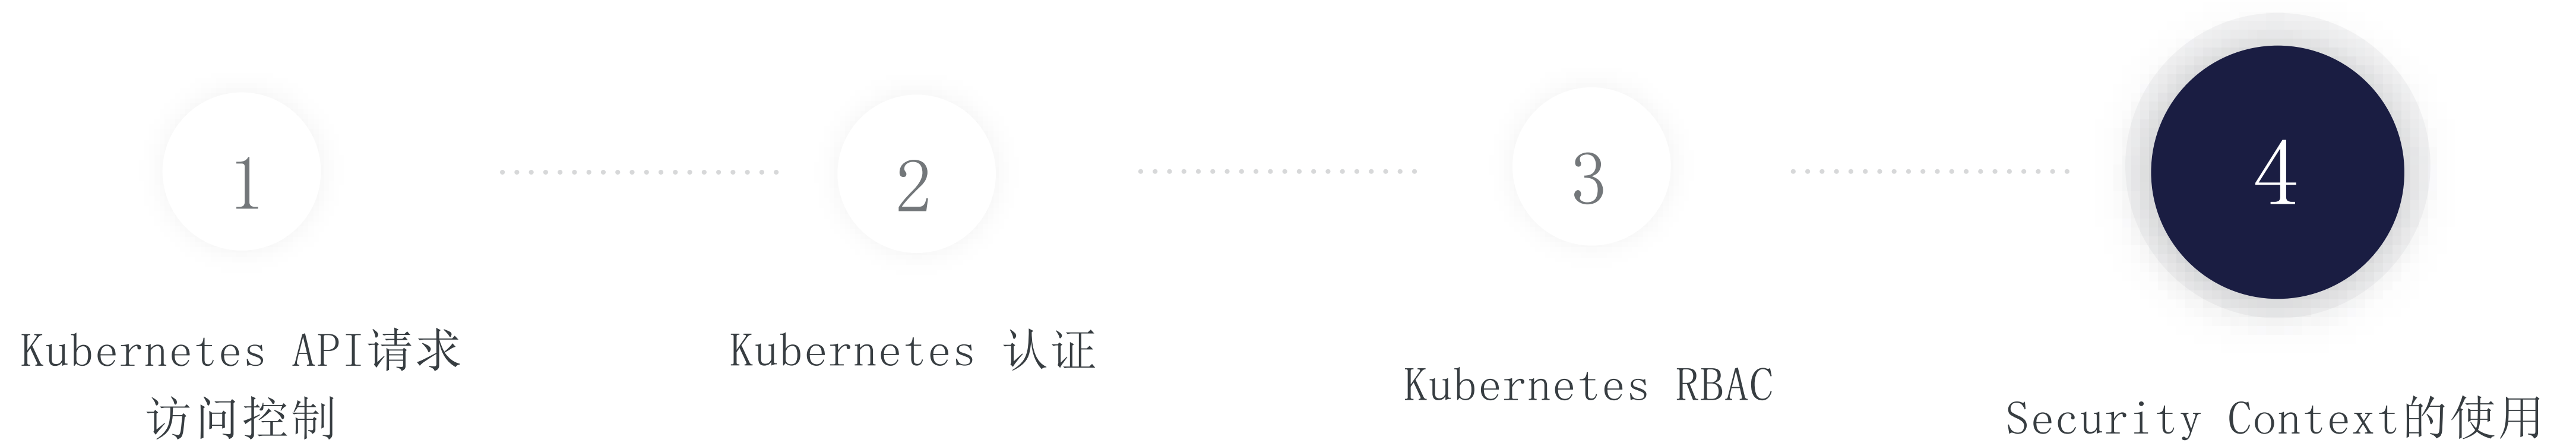 1
2
3
4
Kubernetes API请求
访问控制
Kubernetes 认证
Kubernetes RBAC
Security Context的使用